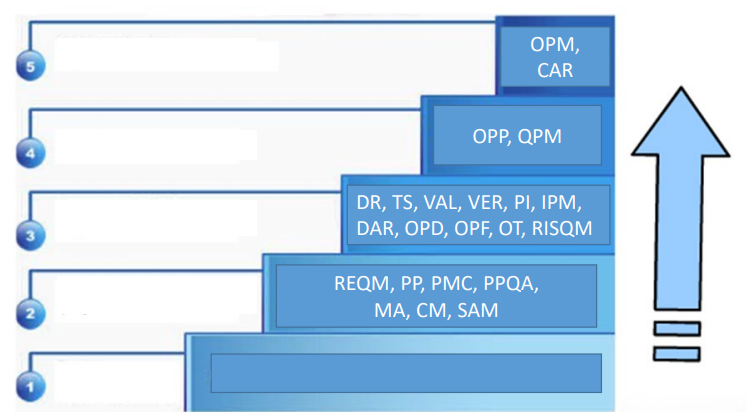 5
OPM,
CAR
4
OPP, QPM
3
DR, TS, VAL, VER, PI, IPM,
DAR, OPD, OPF, OT, RISQM
2
REQM, PP, PMC, PPQA,
MA, CM, SAM
1